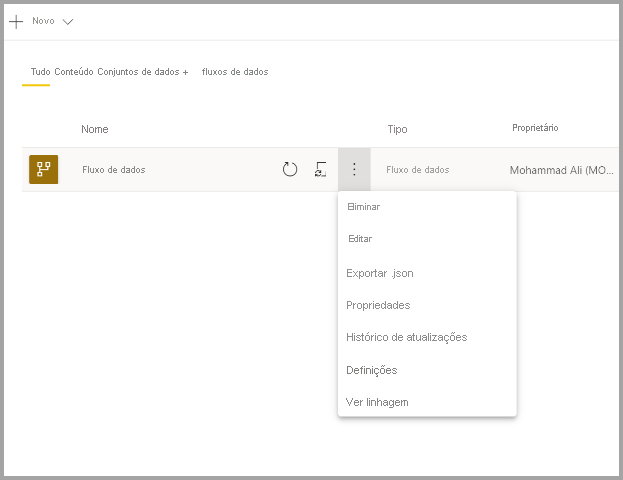 Novo
Tudo Conteúdo Conjuntos de dados + fluxos de dados
Nome Tipo Proprietário
Fluxo de dados Fluxo de dados Mohammad Ali (MO...
Eliminar
Editar
Exportar .json
Propriedades
Histórico de atualizações
Definições
Ver linhagem